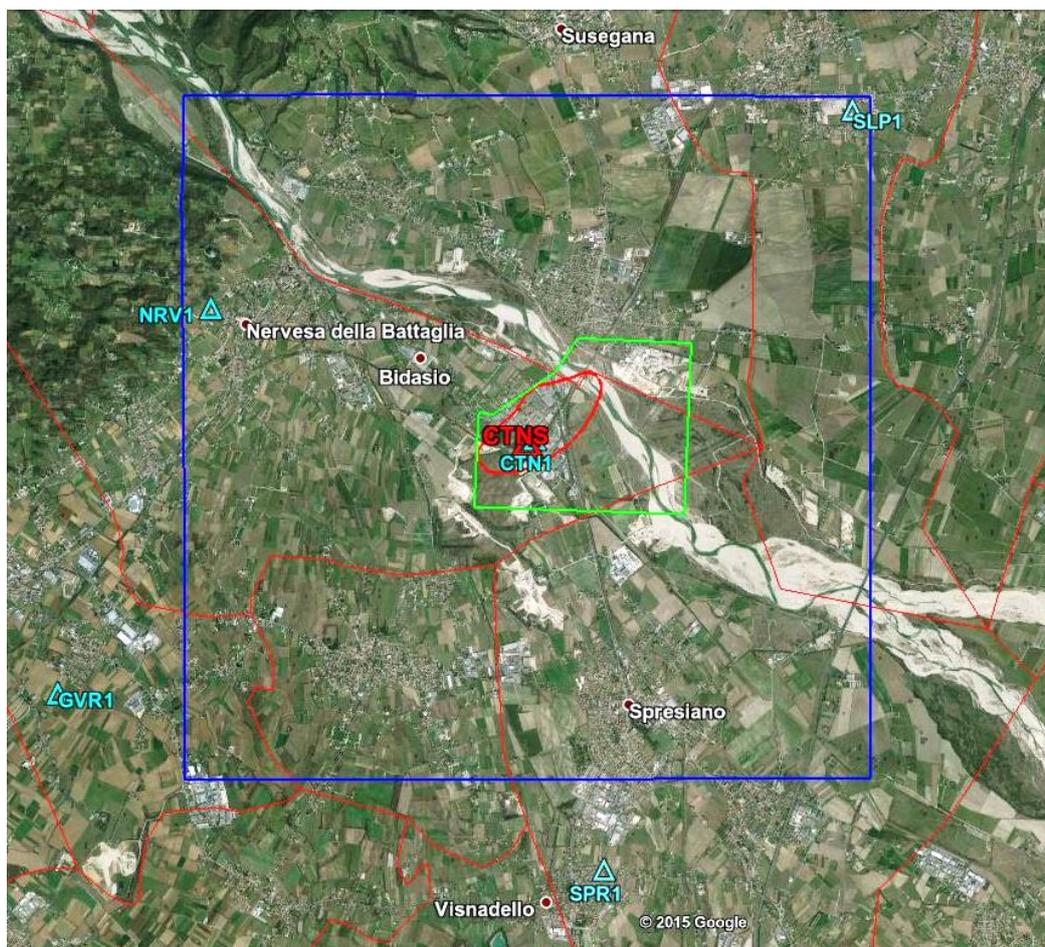 Susegana
SLP1
NRV1
Nervesa della Battaglia
Bidasio
CTNS
CTN1
GVR1
Spresiano
SPR1
Visnadello
© 2015 Google